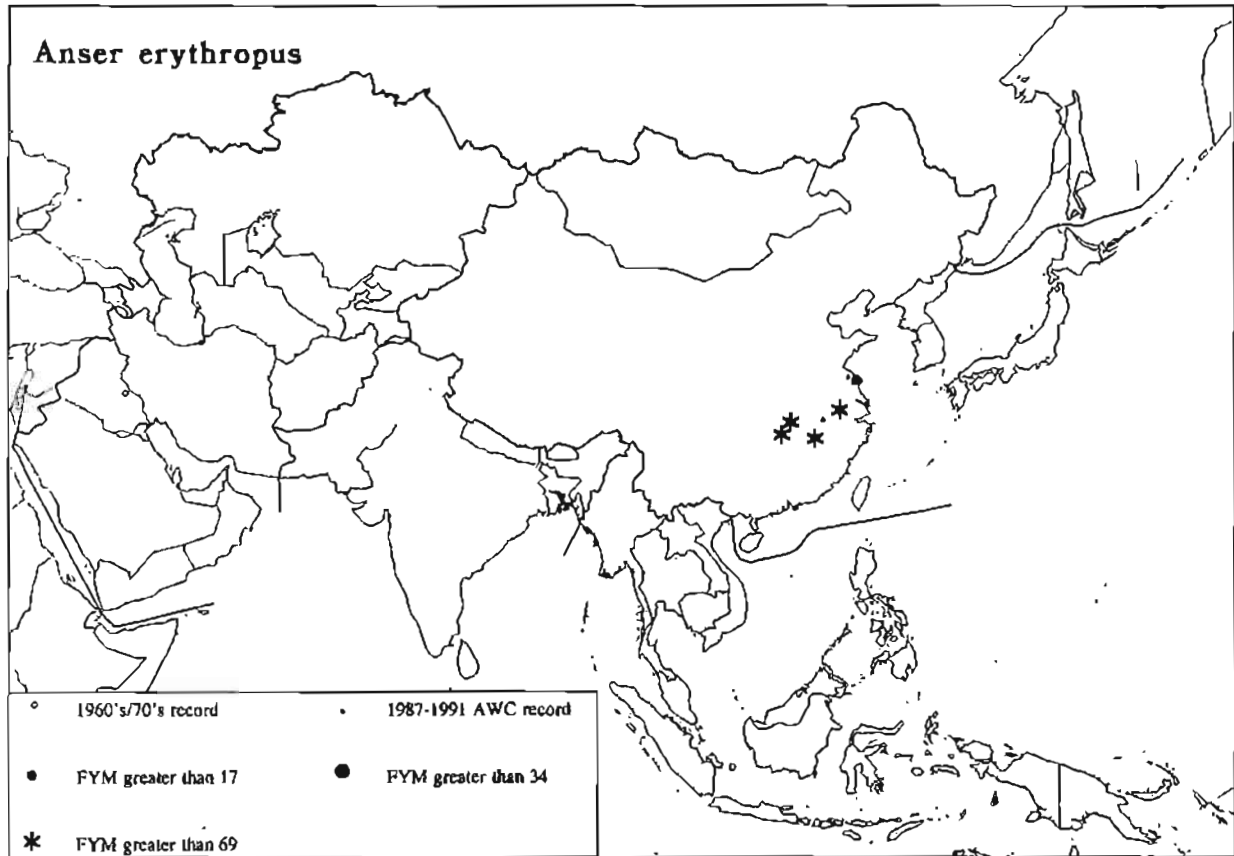 Anser erythropus
1960's/70's record
1987-1991 AWC record
FYM greater than 17
FYM greater than 34
FYM greater than 69